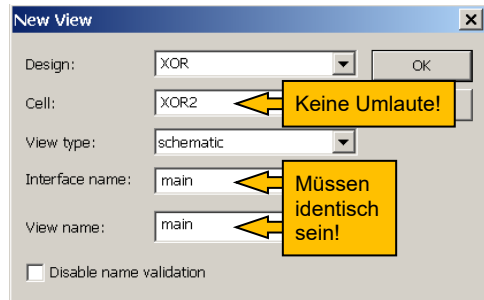 New View
Design: XOR OK
Cell: XOR2 Keine Umlaute!
View type: schematic
Interface name: main Müssen
identisch
View name: main sein!
Disable name validation